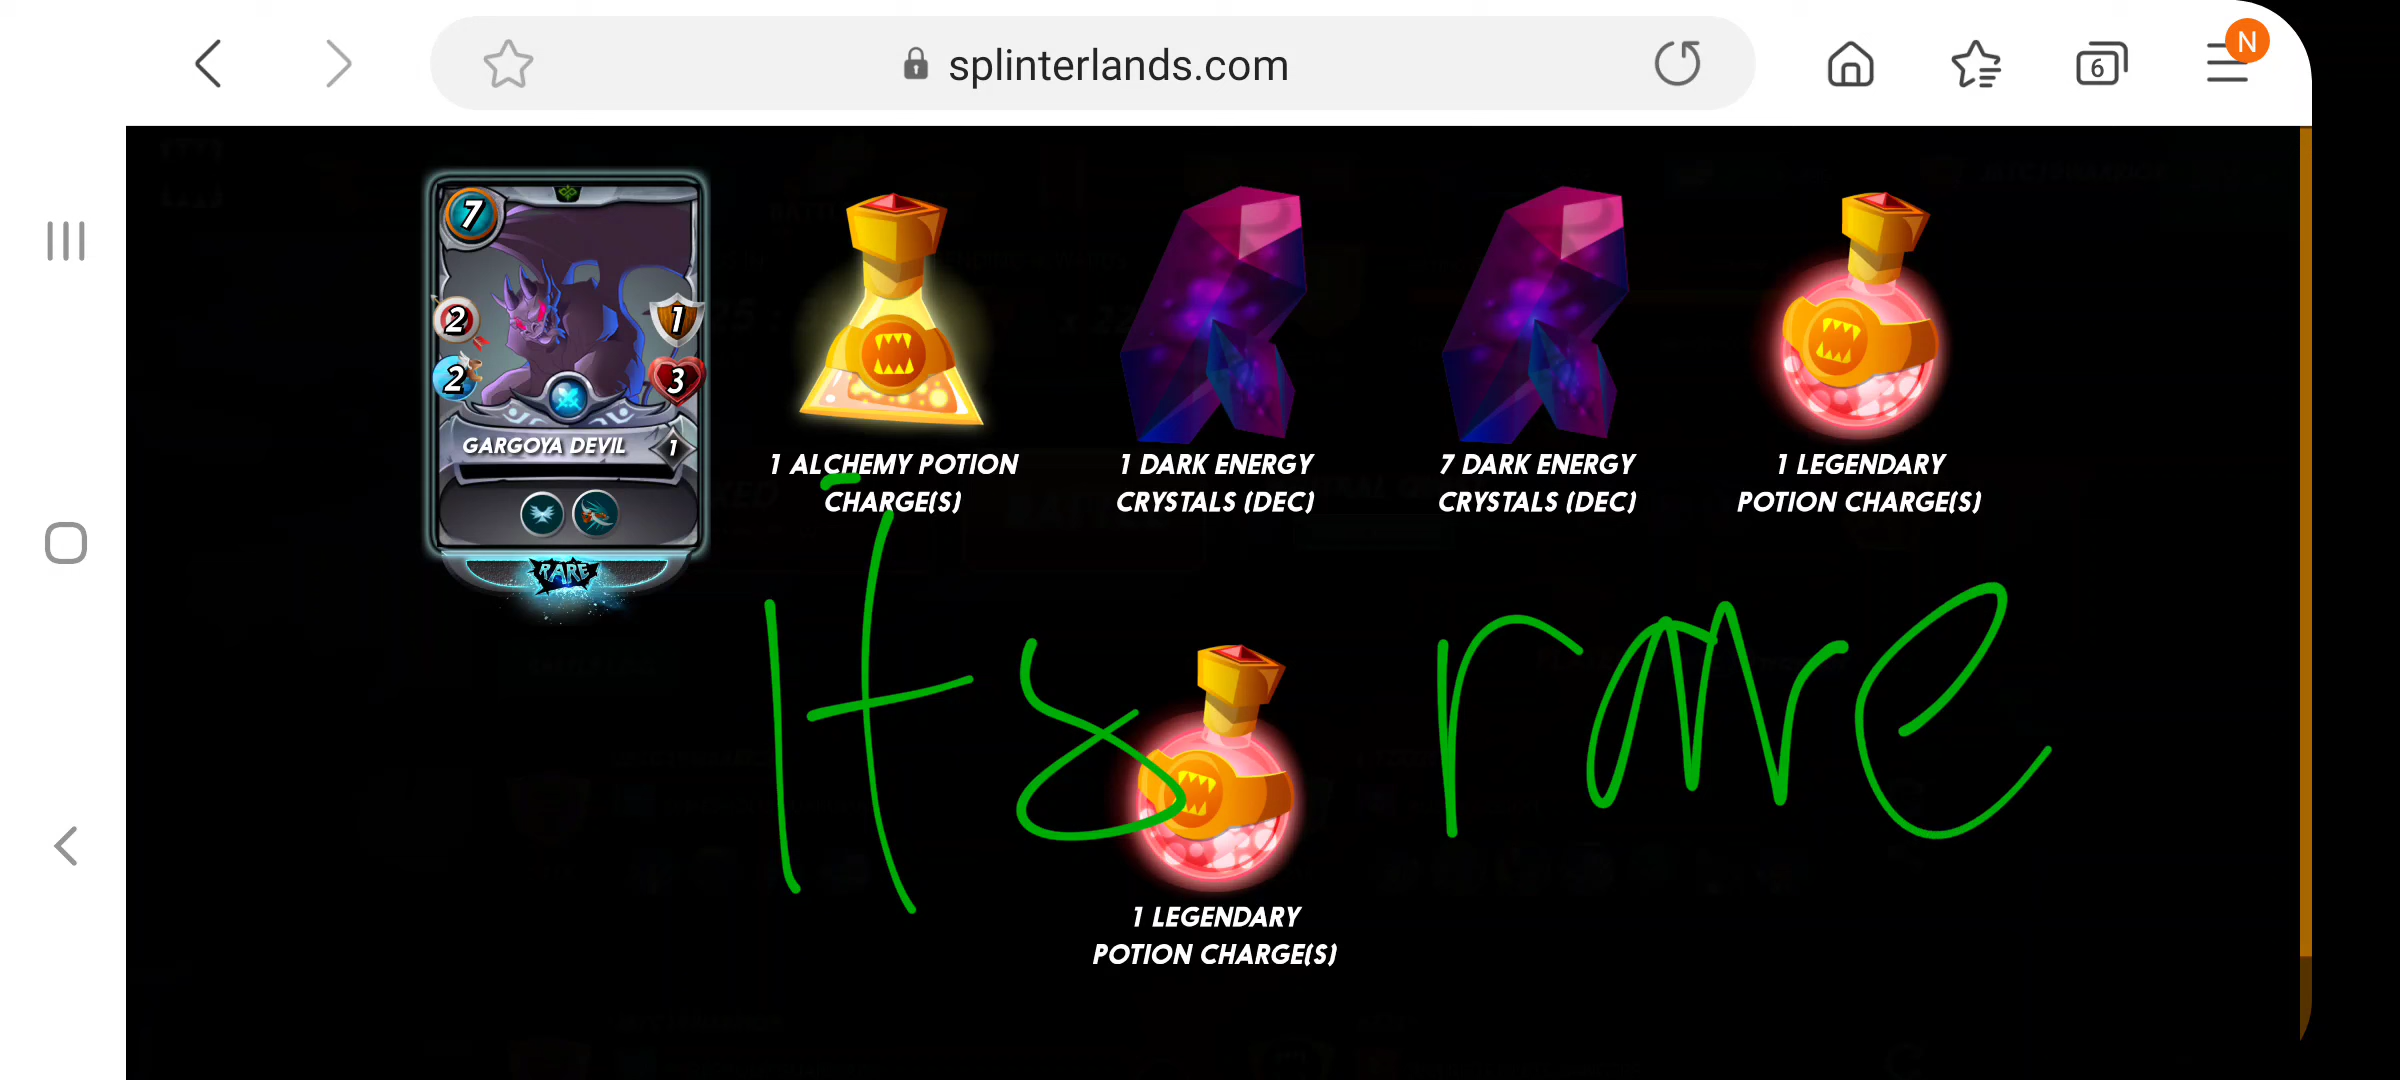 splinterlands.com
6
N
7
2
1
2
3
GARGOYA DEVIL
1
RARE
1 ALCHEMY POTION
CHARGE(S)
1 DARK ENERGY
CRYSTALS (DEC)
7 DARK ENERGY
CRYSTALS (DEC)
1 LEGENDARY
POTION CHARGE(S)
Its rare
1 LEGENDARY
POTION CHARGE(S)